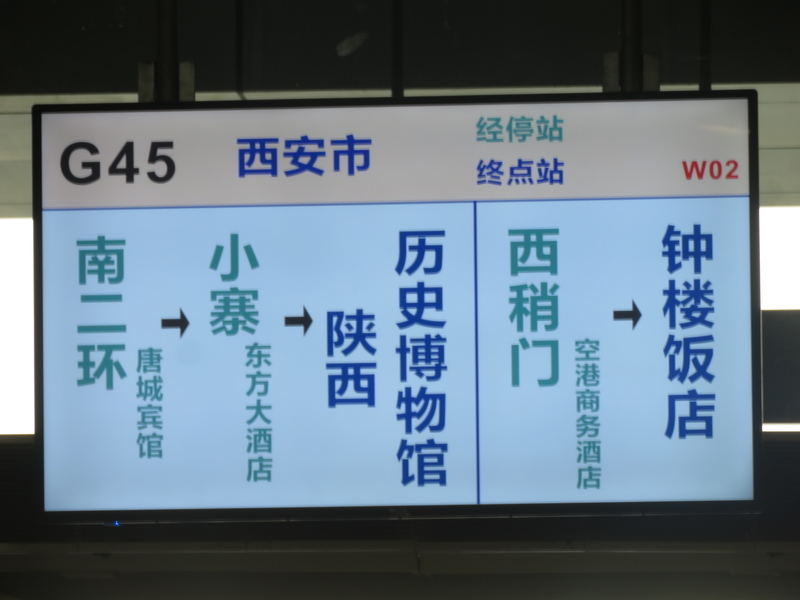 G45
西安市
经停站
终点站
W02
南二环
唐城宾馆
→
小寨
东方大酒店
→
陕西
历史博物馆
西稍门
空港商务酒店
→
钟楼饭店